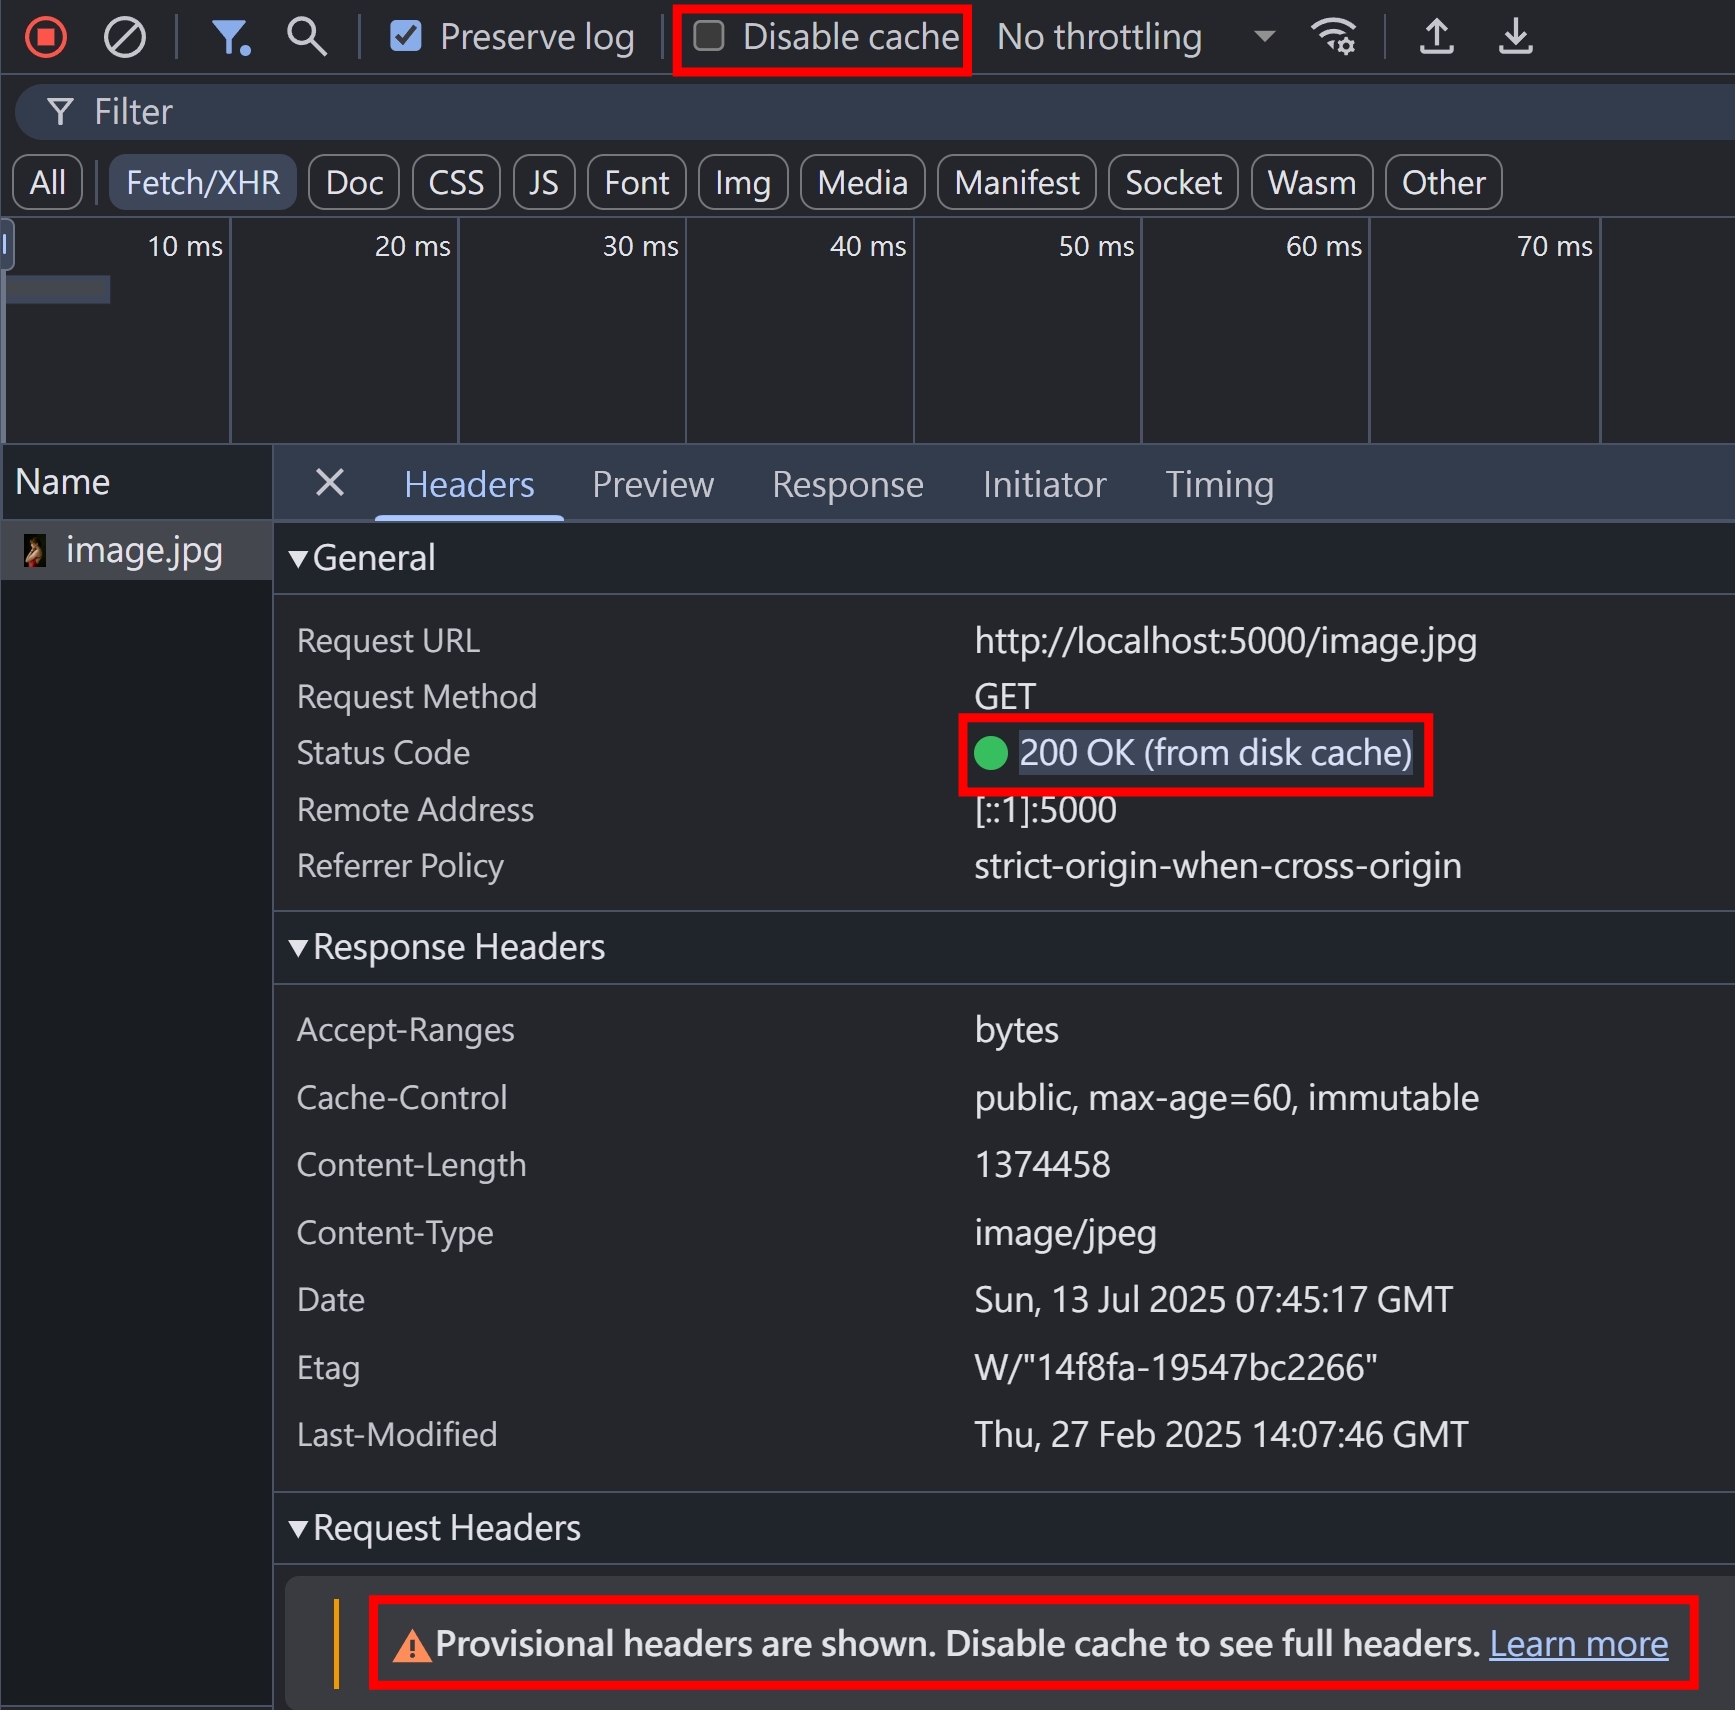 Preserve log Disable cache No throttling
Filter
All Fetch/XHR Doc CSS JS Font Img Media Manifest Socket Wasm Other
10 ms 20 ms 30 ms 40 ms 50 ms 60 ms 70 ms
Name Headers Preview Response Initiator Timing
image.jpg
General
Request URL http://localhost:5000/image.jpg
Request Method GET
Status Code 200 OK (from disk cache)
Remote Address [::1]:5000
Referrer Policy strict-origin-when-cross-origin
Response Headers
Accept-Ranges bytes
Cache-Control public, max-age=60, immutable
Content-Length 1374458
Content-Type image/jpeg
Date Sun, 13 Jul 2025 07:45:17 GMT
Etag W/"14f8fa-19547bc2266"
Last-Modified Thu, 27 Feb 2025 14:07:46 GMT
Request Headers
Provisional headers are shown. Disable cache to see full headers. Learn more